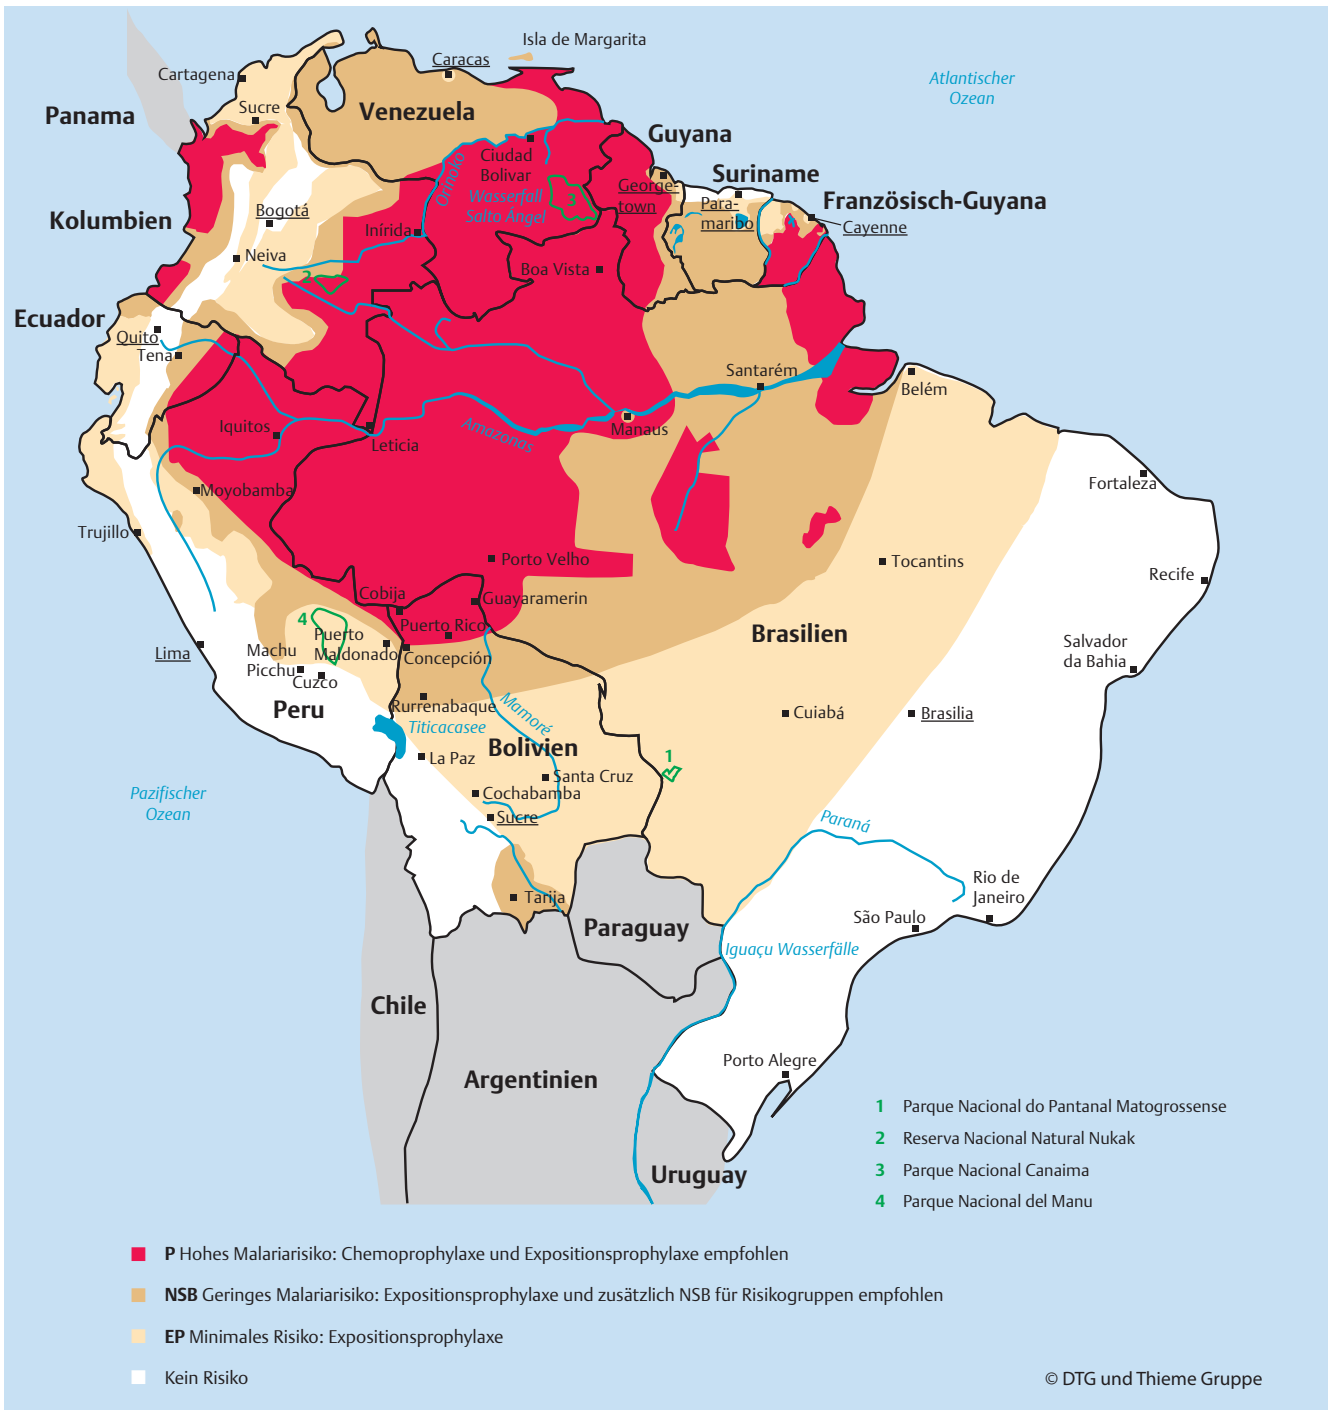 Isla de Margarita
Caracas
Cartagena
Atlantischer
Ozean
Panama
Sucre
Venezuela
Guyana
Orinoko
Ciudad
Bolivar
Suriname
Wasserfall
Salto Ángel
3
George-
town
Para-
maribo
Französisch-Guyana
Cayenne
Kolumbien
Bogotá
Inírida
Neiva
2
Boa Vista
Ecuador
Quito
Tena
Santarém
Belém
Iquitos
Amazonas
Manaus
Leticia
Moyobamba
Fortaleza
Trujillo
Porto Velho
Tocantins
Recife
Cobija
Guayaramerin
4
Puerto Rico
Puerto
Maldonado
Brasilien
Lima
Machu
Picchu
Concepción
Salvador
da Bahia
Cuzco
Peru
Rurrenabaque
Mamoré
Titicacasee
Cuiabá
Brasilia
Bolivien
La Paz
1
Santa Cruz
Cochabamba
Pazifischer
Ozean
Sucre
Paraná
Tarija
Rio de
Janeiro
São Paulo
Paraguay
Iguaçu Wasserfälle
Chile
Porto Alegre
Argentinien
Uruguay
1 Parque Nacional do Pantanal Matogrossense
2 Reserva Nacional Natural Nukak
3 Parque Nacional Canaima
4 Parque Nacional del Manu
P Hohes Malariarisiko: Chemoprophylaxe und Expositionsprophylaxe empfohlen
NSB Geringes Malariarisiko: Expositionsprophylaxe und zusätzlich NSB für Risikogruppen empfohlen
EP Minimales Risiko: Expositionsprophylaxe
Kein Risiko
© DTG und Thieme Gruppe